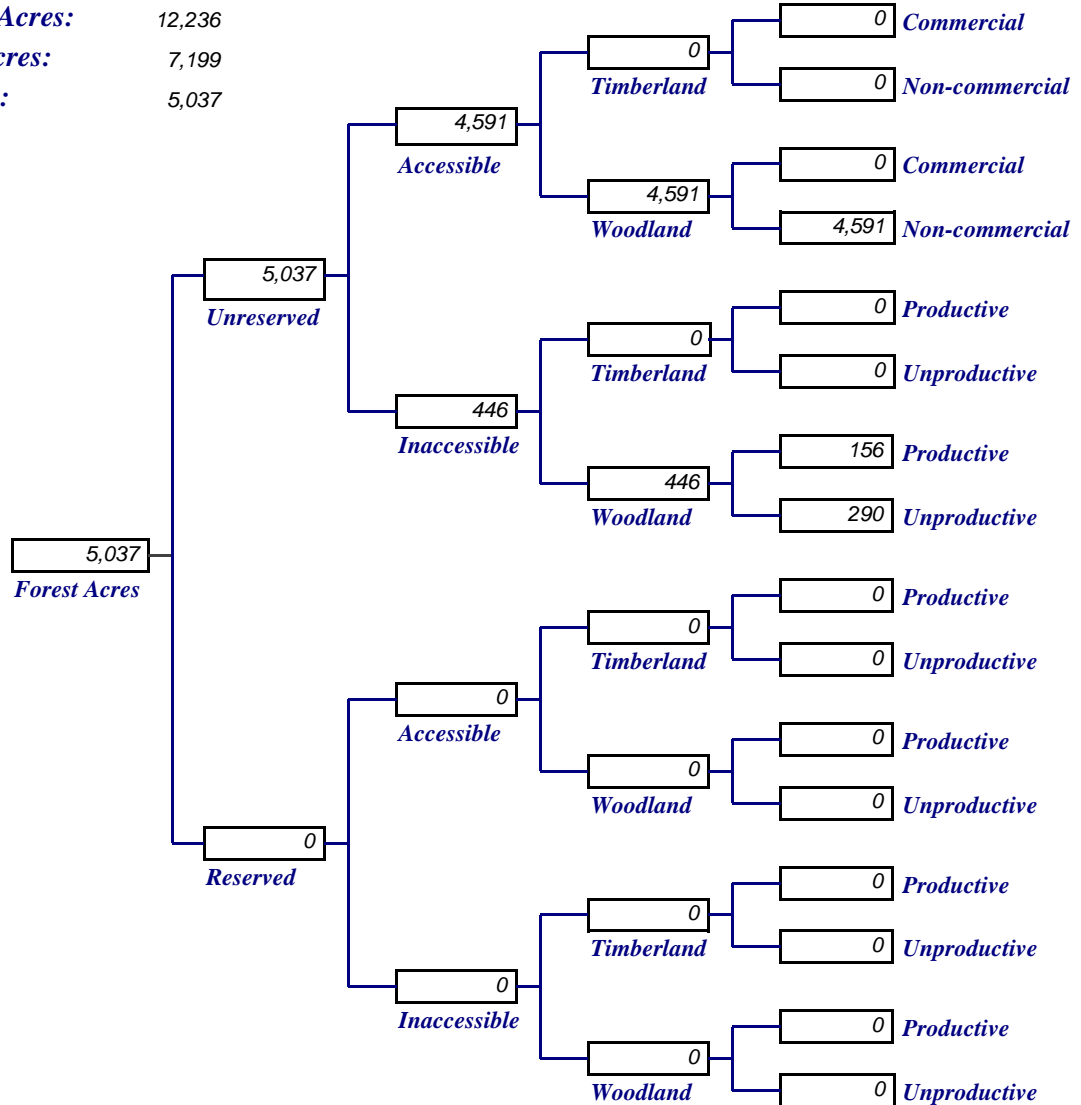 Acres: 12,236
cres: 7,199
: 5,037
0 Commercial
0 Timberland
0 Non-commercial
4,591 Accessible
0 Commercial
4,591 Woodland
4,591 Non-commercial
5,037 Unreserved
0 Productive
0 Timberland
0 Unproductive
446 Inaccessible
156 Productive
446 Woodland
290 Unproductive
5,037 Forest Acres
0 Productive
0 Timberland
0 Unproductive
0 Accessible
0 Productive
0 Woodland
0 Unproductive
0 Reserved
0 Productive
0 Timberland
0 Unproductive
0 Inaccessible
0 Productive
0 Woodland
0 Unproductive